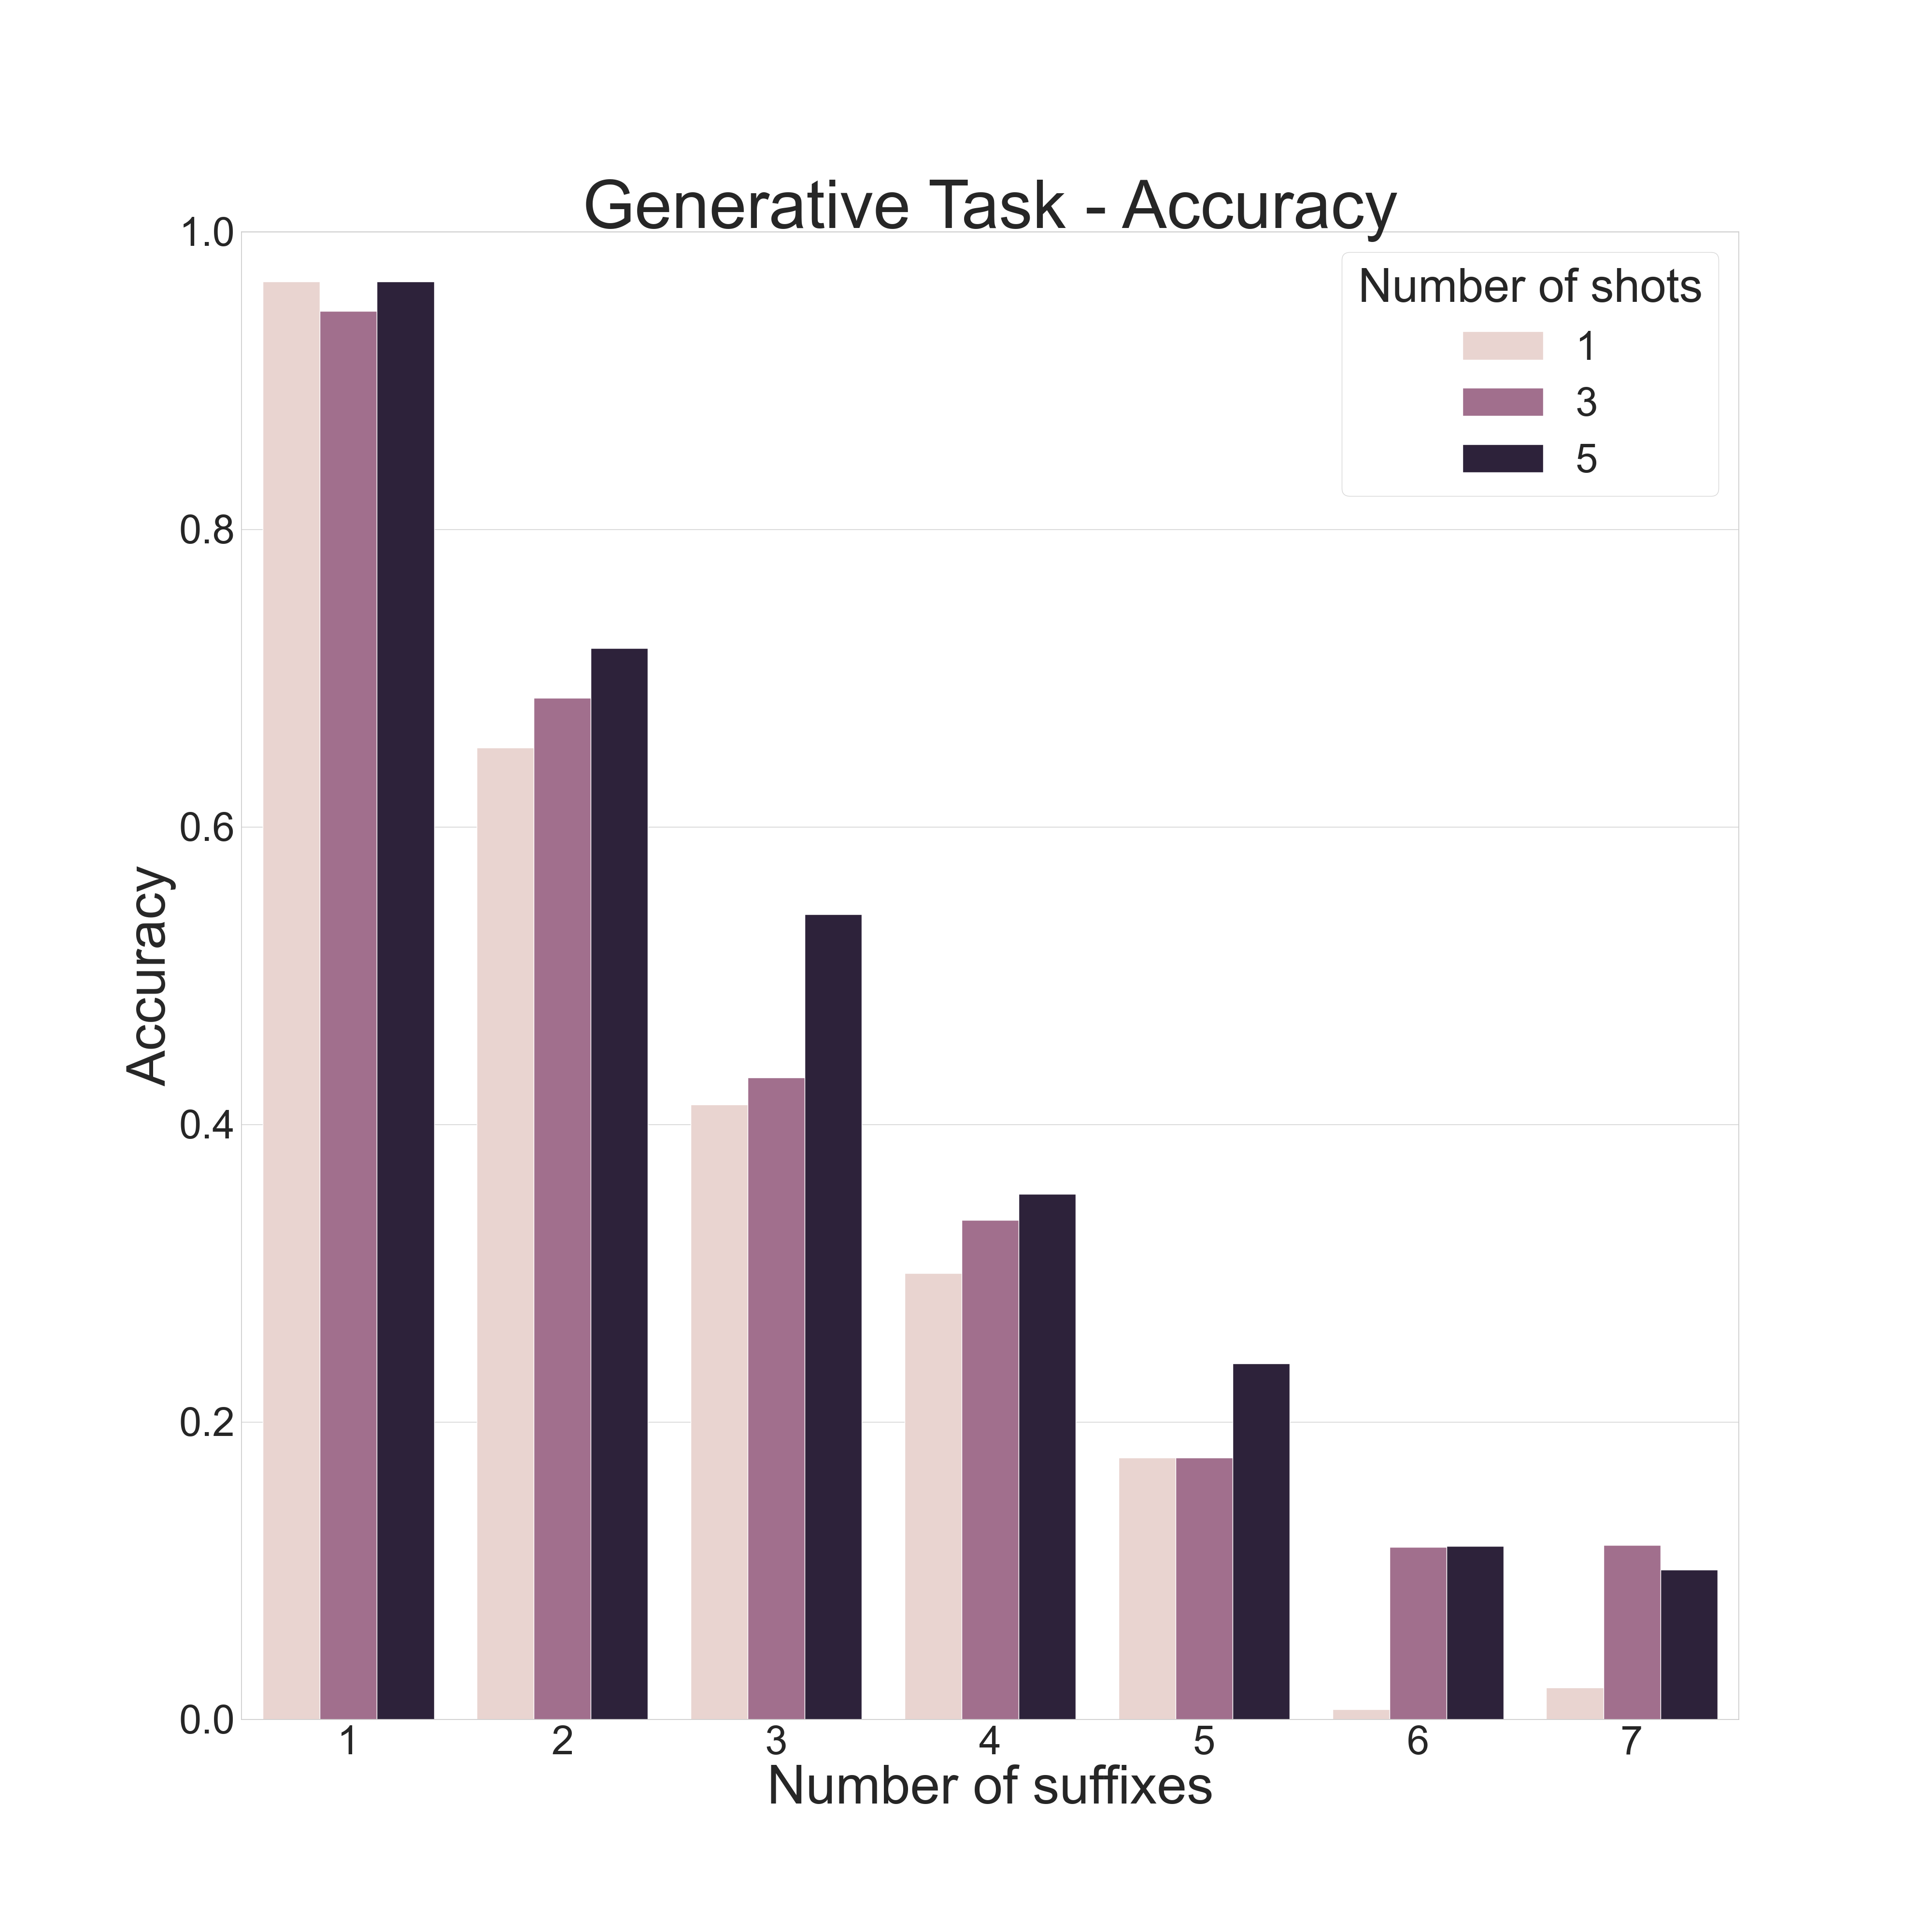 Generative Task - Accuracy
Number of shots
1
3
5
Accuracy
1.0
0.8
0.6
0.4
0.2
0.0
1 2 3 4 5 6 7
Number of suffixes